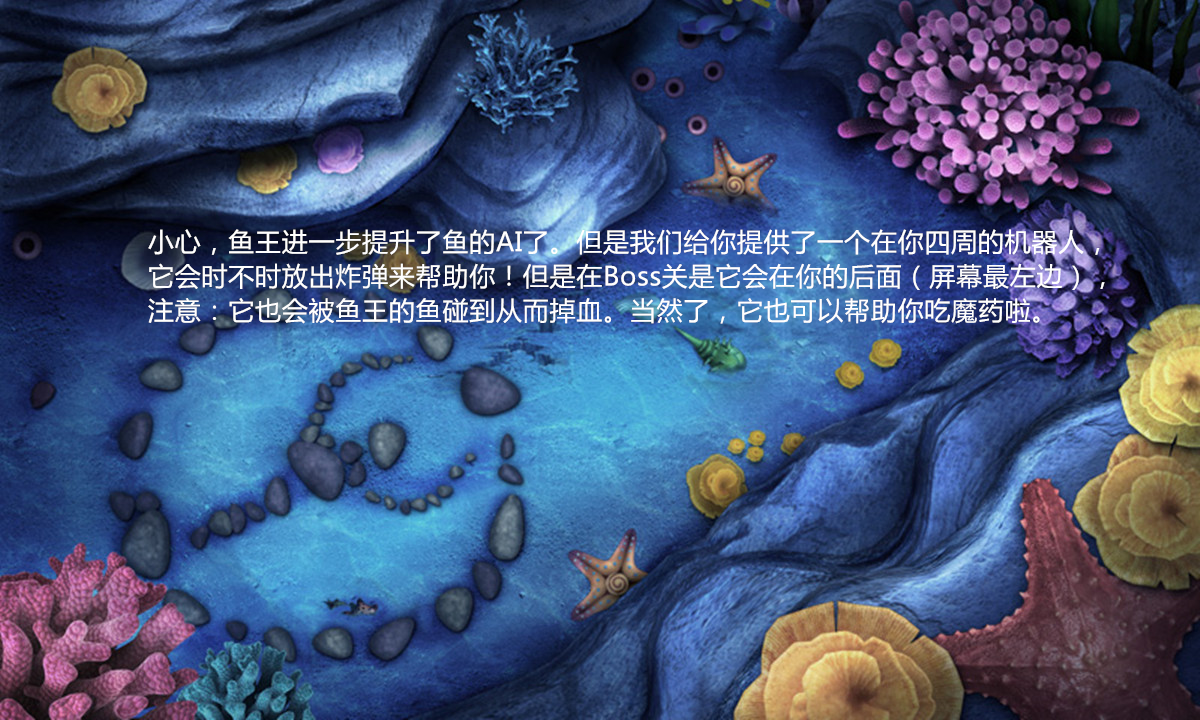 小心，鱼王进一步提升了鱼的AI了。但是我们给你提供了一个在你四周的机器人，
它会时不时放出炸弹来帮助你！但是在Boss关是它会在你的后面（屏幕最左边），
注意：它也会被鱼王的鱼碰到从而掉血。当然了，它也可以帮助你吃魔药啦。